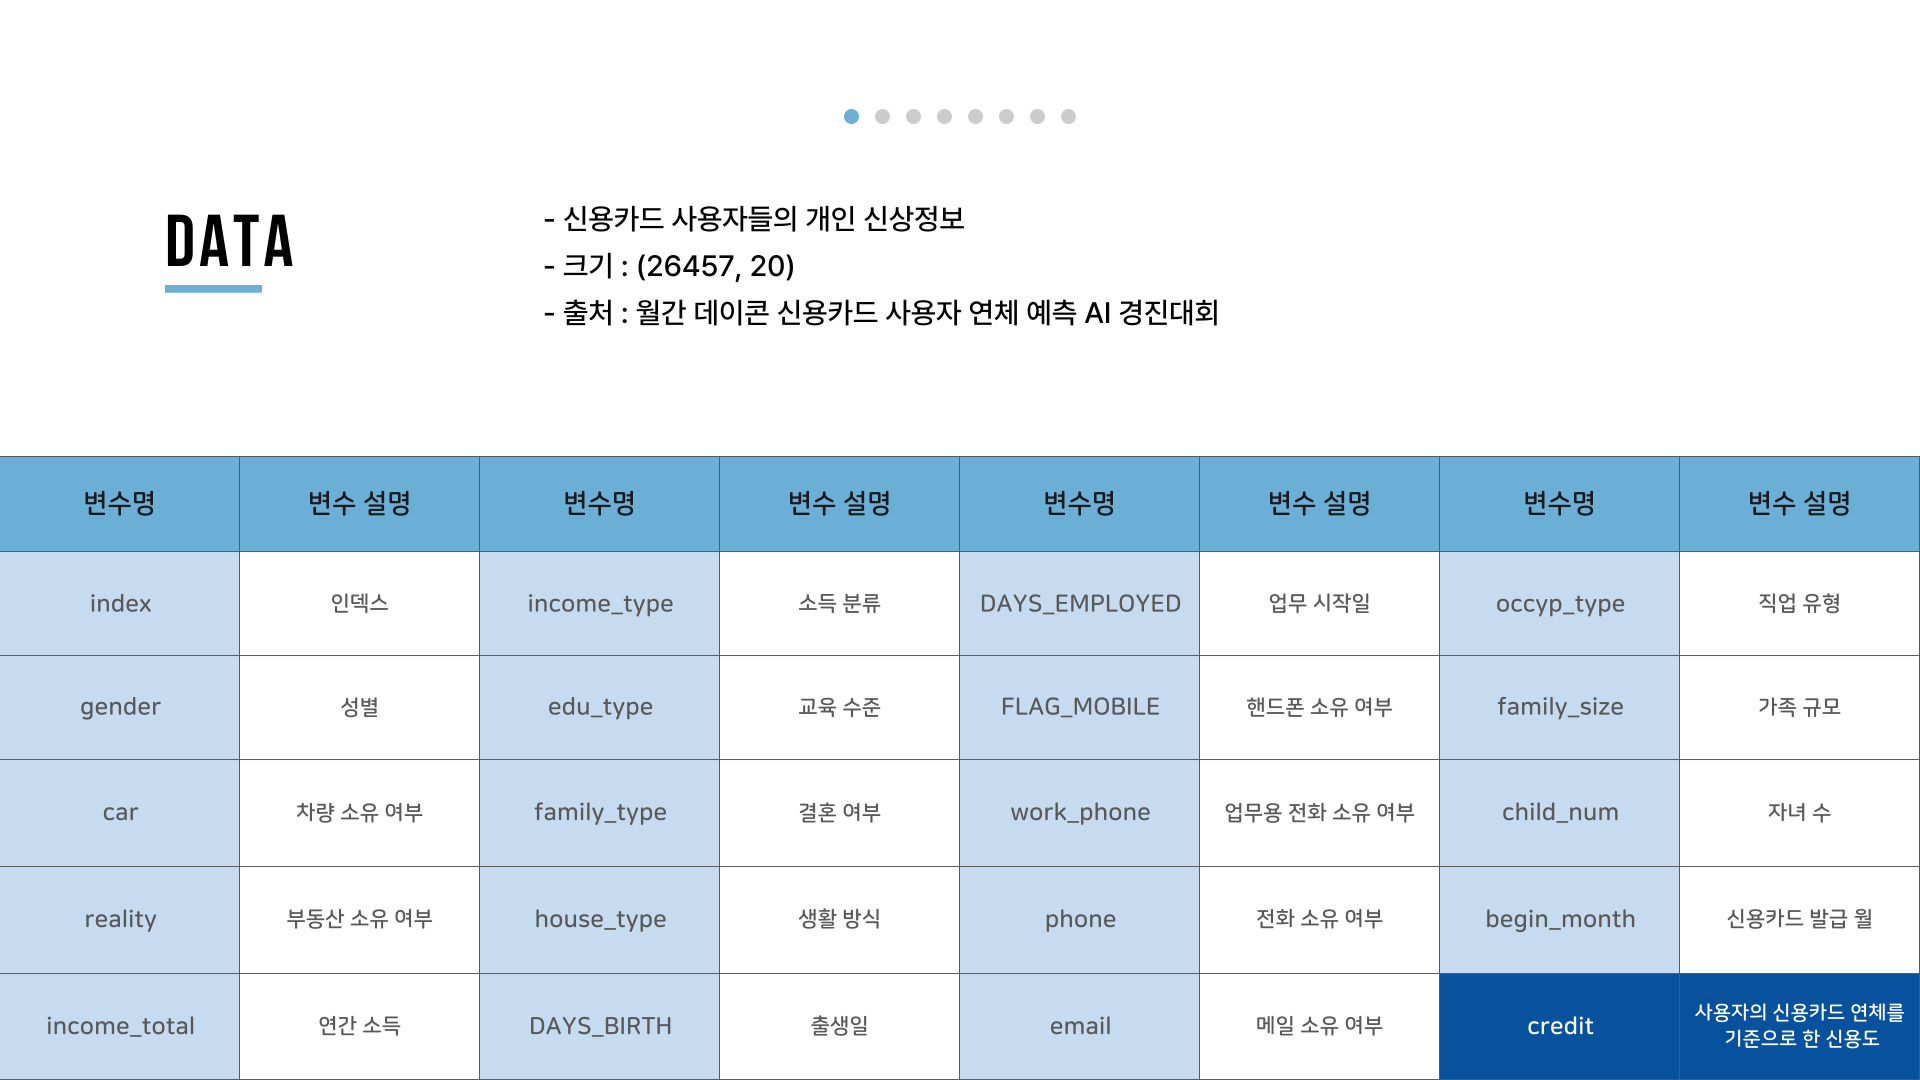 DATA
- 신용카드 사용자들의 개인 신상정보
- 크기 : (26457, 20)
- 출처 : 월간 데이콘 신용카드 사용자 연체 예측 AI 경진대회
변수명 변수 설명 변수명 변수 설명 변수명 변수 설명 변수명 변수 설명
index 인덱스 income_type 소득 분류 DAYS_EMPLOYED 업무 시작일 occyp_type 직업 유형
gender 성별 edu_type 교육 수준 FLAG_MOBILE 핸드폰 소유 여부 family_size 가족 규모
car 차량 소유 여부 family_type 결혼 여부 work_phone 업무용 전화 소유 여부 child_num 자녀 수
reality 부동산 소유 여부 house_type 생활 방식 phone 전화 소유 여부 begin_month 신용카드 발급 월
income_total 연간 소득 DAYS_BIRTH 출생일 email 메일 소유 여부 credit 사용자의 신용카드 연체를
기준으로 한 신용도